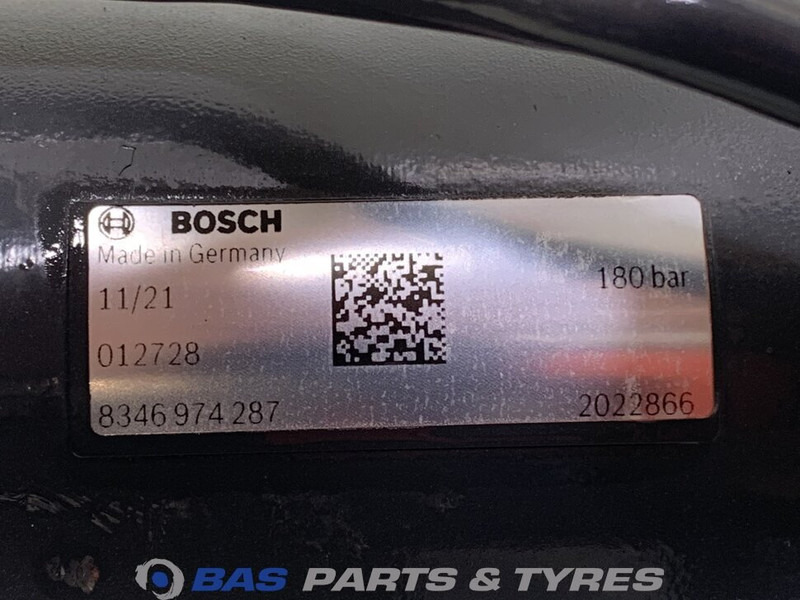 BOSCH
Made in Germany
11/21
180 bar
012728
8346 974 287
2022866
BAS PARTS & TYRES